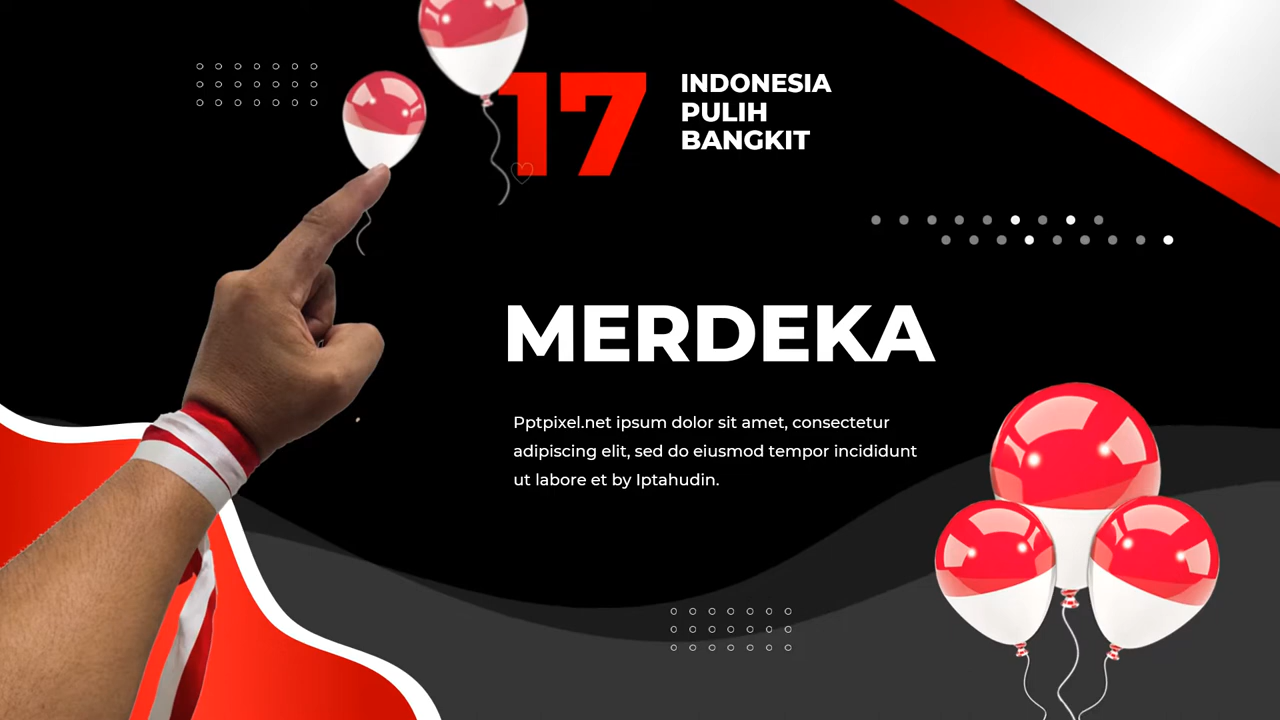 17
INDONESIA
PULIH
BANGKIT
MERDEKA
Pptpixel.net ipsum dolor sit amet, consectetur
adipiscing elit, sed do eiusmod tempor incididunt
ut labore et by Iptahudin.